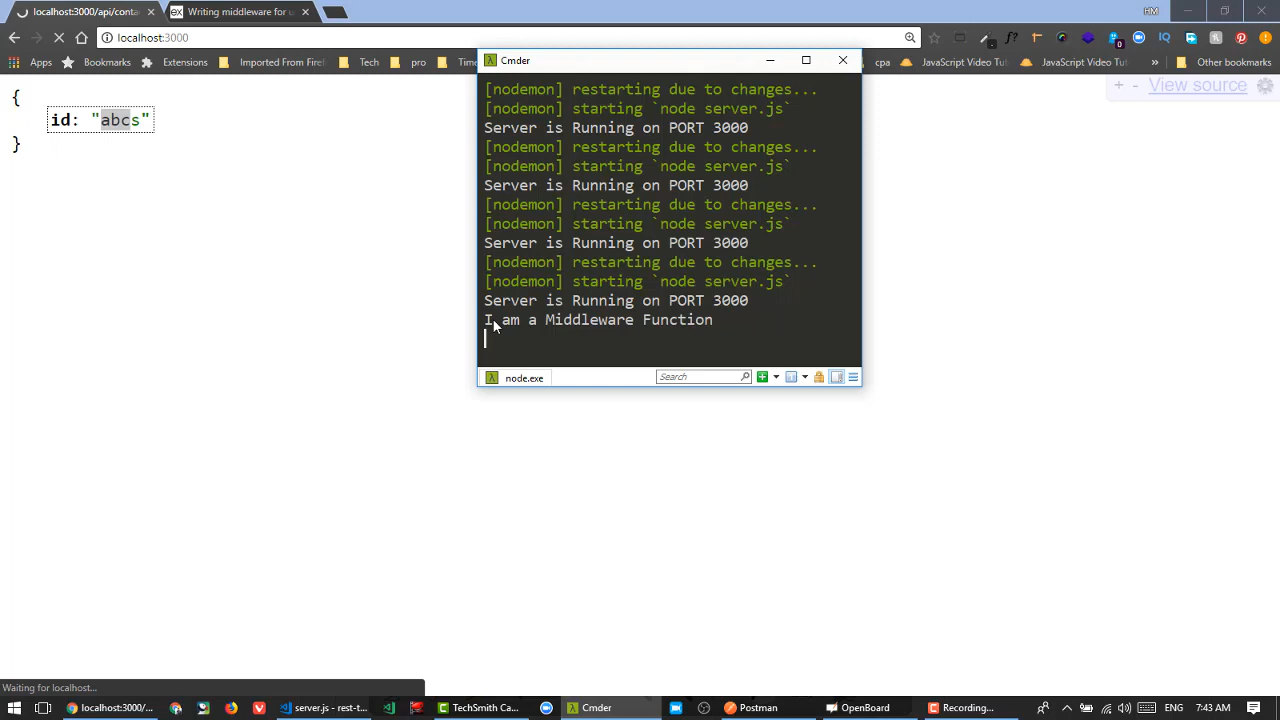 localhost:3000/api/conta
Writing middleware for u
HM
localhost:3000
Apps
Bookmarks
Extensions
Imported From Firef
Tech
pro
Time
cpa
JavaScript Video Tut
JavaScript Video Tuti
Other bookmarks
Cmder
+ - View source
{
id: "abcs"
}
[nodemon] restarting due to changes...
[nodemon] starting `node server.js`
Server is Running on PORT 3000
[nodemon] restarting due to changes...
[nodemon] starting `node server.js`
Server is Running on PORT 3000
[nodemon] restarting due to changes...
[nodemon] starting `node server.js`
Server is Running on PORT 3000
[nodemon] restarting due to changes...
[nodemon] starting `node server.js`
Server is Running on PORT 3000
I am a Middleware Function
node.exe
Search
Waiting for localhost...
localhost:3000/...
server.js - rest-t...
TechSmith Ca...
Cmder
Postman
OpenBoard
Recording...
ENG
7:43 AM